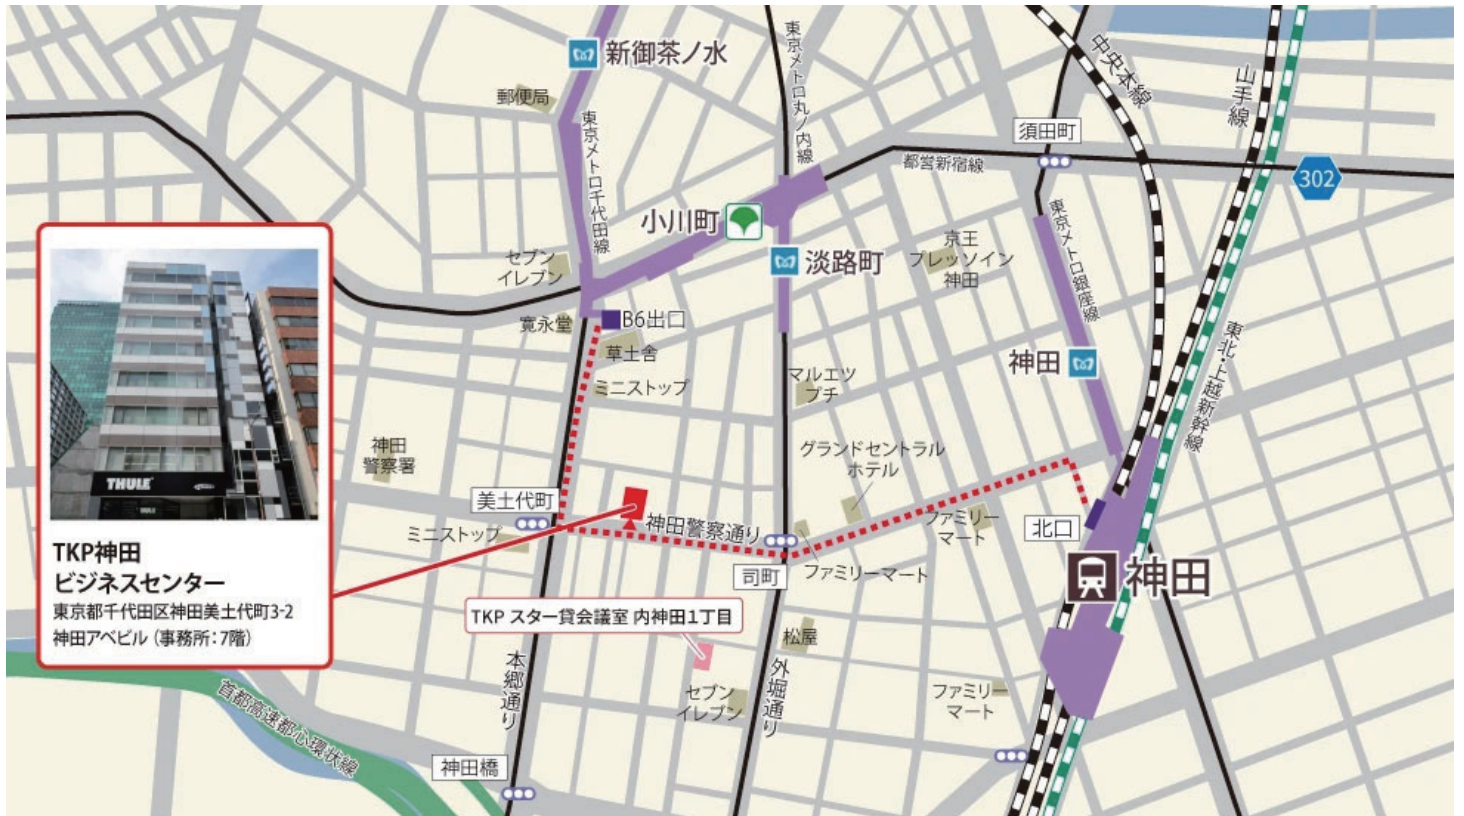 新御茶ノ水
郵便局
東京メトロ千代田線
東京メトロ丸ノ内線
中央本線
山手線
須田町
都営新宿線
302
小川町
淡路町
セブン
イレブン
京王
プレッソイン
神田
東京メトロ銀座線
寛永堂
B6出口
草土舎
ミニストップ
マルエツ
プチ
神田
東北・上越新幹線
神田
警察署
グランドセントラル
ホテル
美土代町
ミニストップ
神田警察通り
ファミリー
マート
北口
司町
ファミリーマート
神田
THULE
TKP神田
ビジネスセンター
東京都千代田区神田美土代町3-2
神田アベビル（事務所：7階）
TKP スター貸会議室 内神田1丁目
松屋
本郷通り
外堀通り
セブン
イレブン
ファミリー
マート
首都高速都心環状線
神田橋